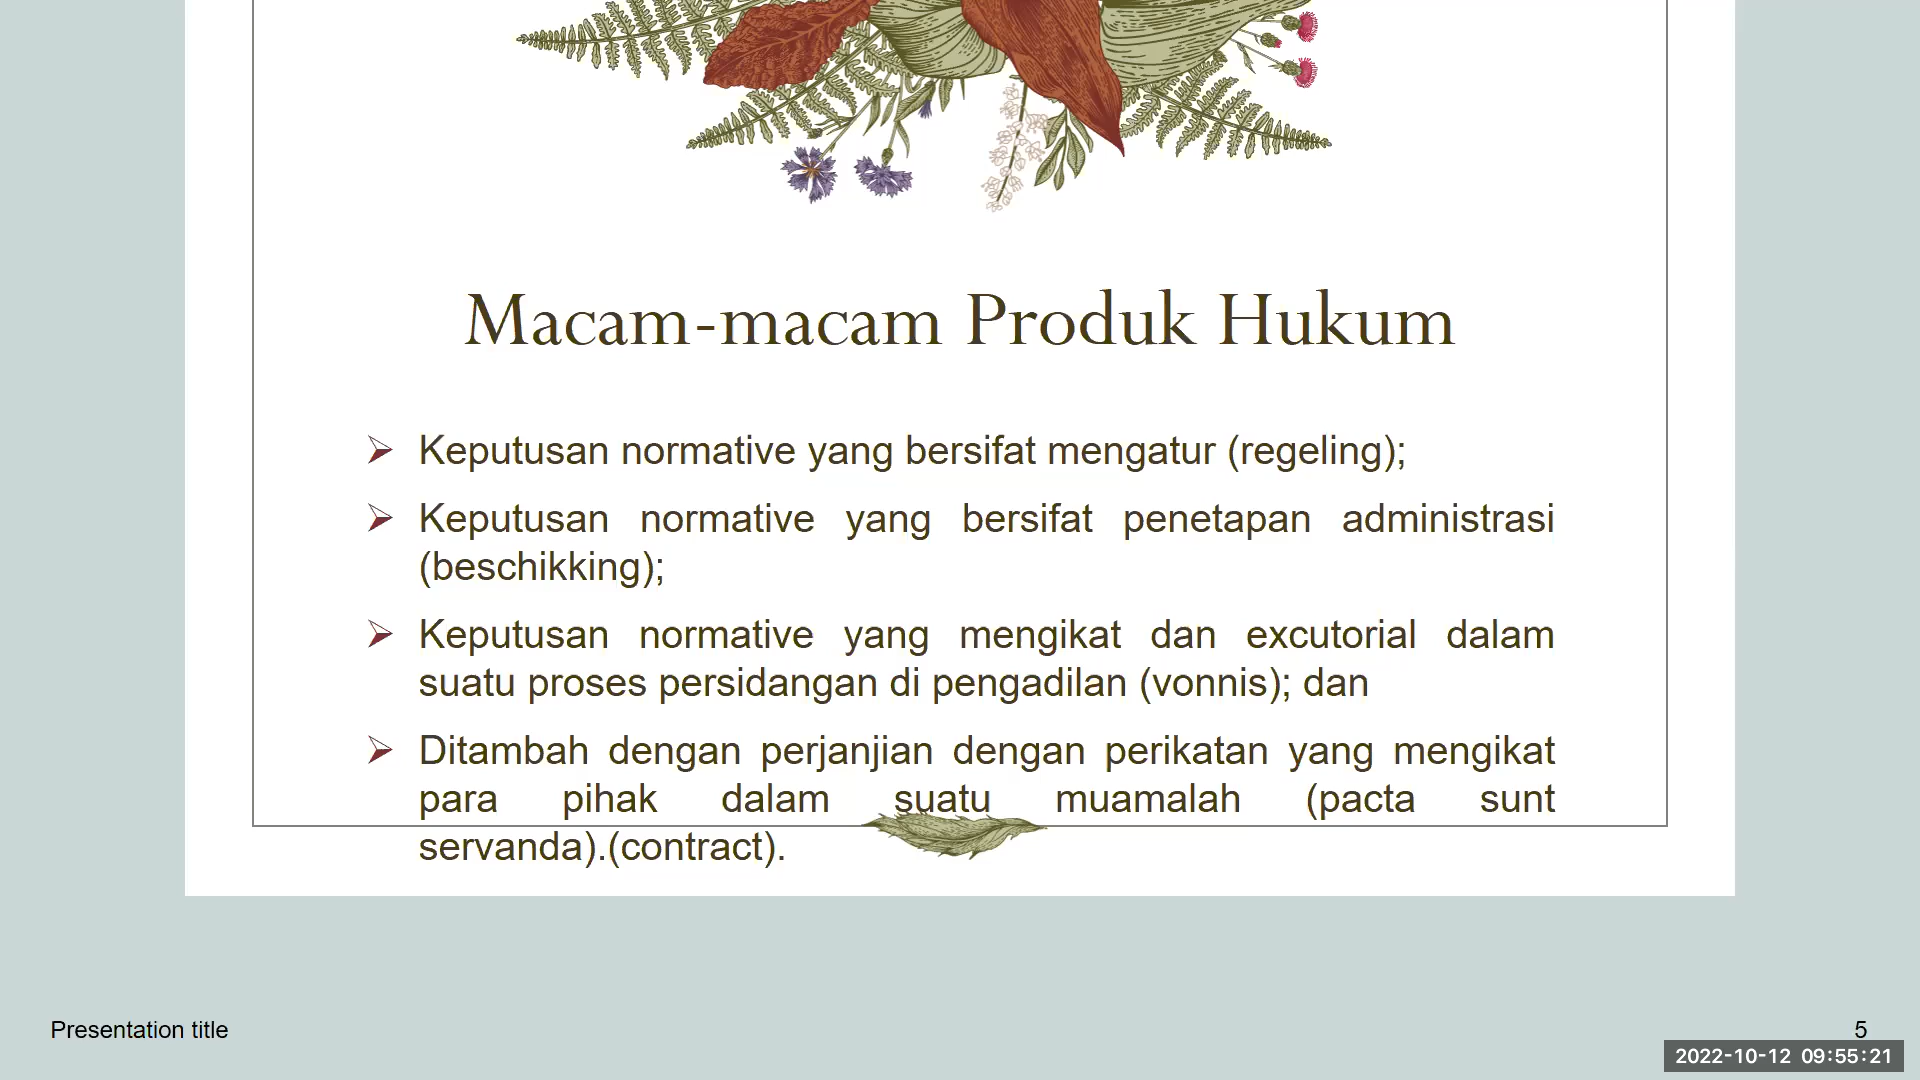 Macam-macam Produk Hukum
Keputusan normative yang bersifat mengatur (regeling);
Keputusan normative yang bersifat penetapan administrasi
(beschikking);
Keputusan normative yang mengikat dan excutorial dalam
suatu proses persidangan di pengadilan (vonnis); dan
Ditambah dengan perjanjian dengan perikatan yang mengikat
para pihak dalam suatu muamalah (pacta sunt
servanda).(contract).
Presentation title
5
2022-10-12 09:55:21